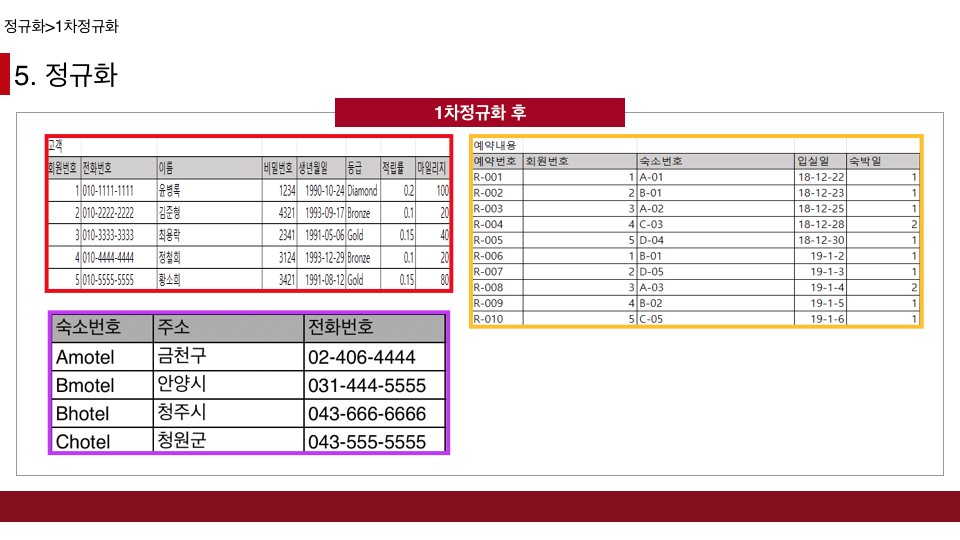 정규화>1차정규화
5. 정규화
1차정규화 후
고객
회원번호 전화번호 이름 비밀번호 생년월일 등급 적립률 마일리지
1 010-1111-1111 윤병록 1234 1990-10-24 Diamond 0.2 100
2 010-2222-2222 김준형 4321 1993-09-17 Bronze 0.1 20
3 010-3333-3333 최용락 2341 1991-05-06 Gold 0.15 40
4 010-4444-4444 정철희 3124 1993-12-29 Bronze 0.1 20
5 010-5555-5555 황소희 3421 1991-08-12 Gold 0.15 80
숙소번호 주소 전화번호
Amotel 금천구 02-406-4444
Bmotel 안양시 031-444-5555
Bhotel 청주시 043-666-6666
Chotel 청원군 043-555-5555
예약내용
예약번호 회원번호 숙소번호 입실일 숙박일
R-001 1 A-01 18-12-22 1
R-002 2 B-01 18-12-23 1
R-003 3 A-02 18-12-25 1
R-004 4 C-03 18-12-28 2
R-005 5 D-04 18-12-30 1
R-006 1 B-01 19-1-2 1
R-007 2 D-05 19-1-3 1
R-008 3 A-03 19-1-4 2
R-009 4 B-02 19-1-5 1
R-010 5 C-05 19-1-6 1